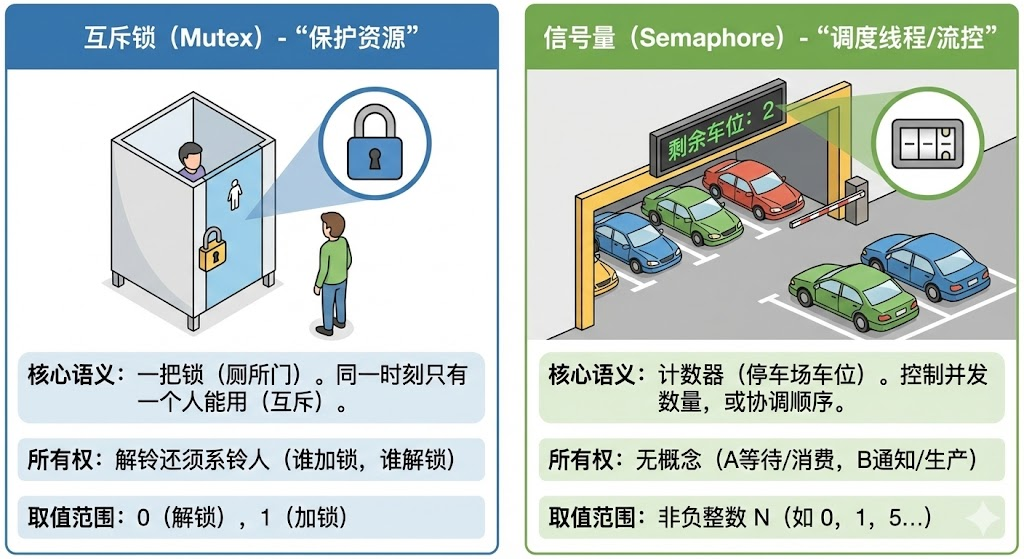 互斥锁（Mutex）-“保护资源”
核心语义：一把锁（厕所门）。同一时刻只有
一个人能用（互斥）。
所有权：解铃还须系铃人（谁加锁，谁解锁）
取值范围：0（解锁），1（加锁）
信号量（Semaphore）-“调度线程/流控”
剩余车位：2
核心语义：计数器（停车场车位）。控制并发
数量，或协调顺序。
所有权：无概念（A等待/消费，B通知/生产）
取值范围：非负整数 N（如 0，1，5…）